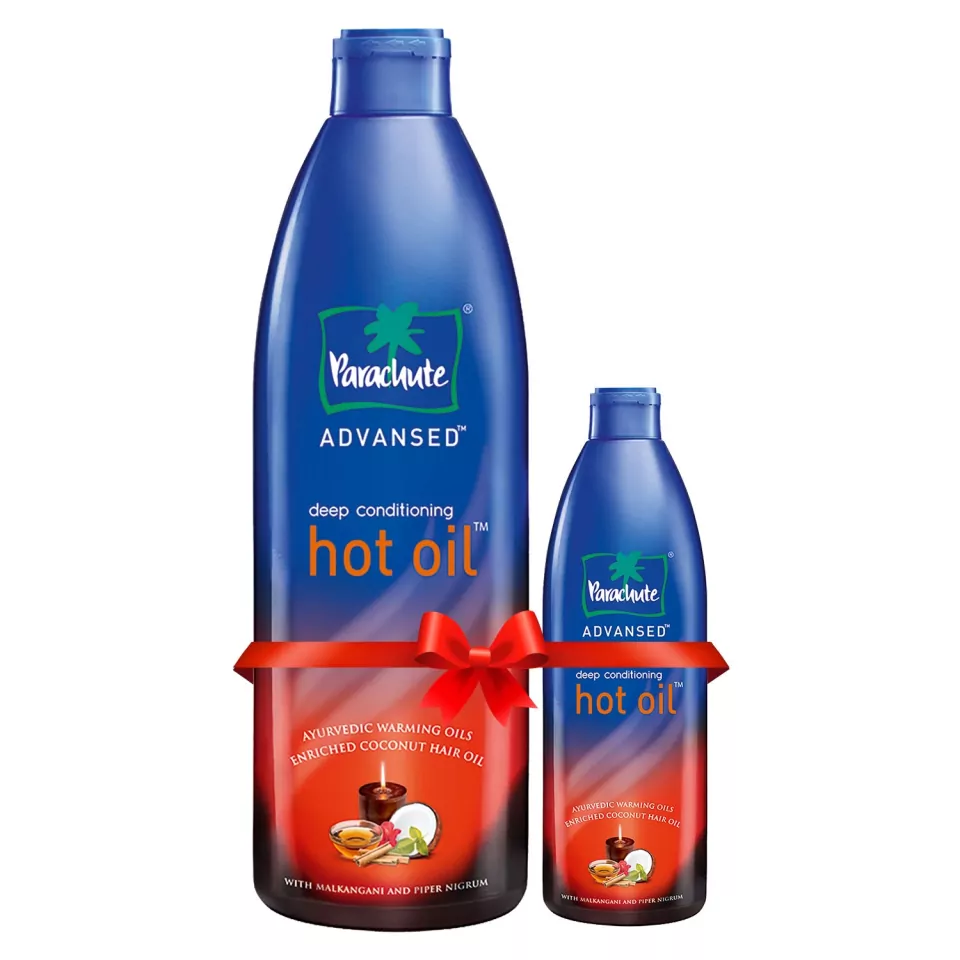 Parachute
®
ADVANSED™
deep conditioning
hot oil™
AYURVEDIC WARMING OILS
ENRICHED COCONUT HAIR OIL
WITH MALKANGANI AND PIPER NIGRUM
Parachute
®
ADVANSED™
deep conditioning
hot oil™
AYURVEDIC WARMING OILS
ENRICHED COCONUT HAIR OIL
WITH MALKANGANI AND PIPER NIGRUM